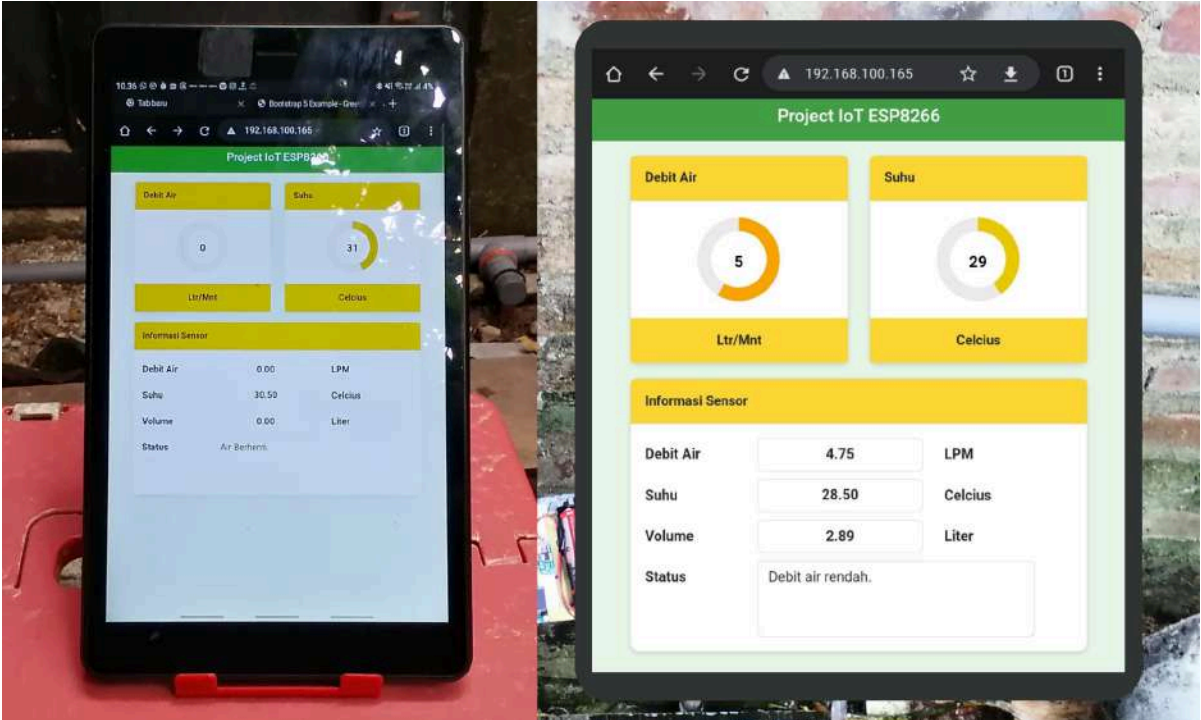 10.36
41
4%
Tab baru × Bootstrap 5 Example - Gree × +
192.168.100.165
Project IoT ESP8266
Debit Air Suhu
0 31
Ltr/Mnt Celcius
Informasi Sensor
Debit Air 0.00 LPM
Suhu 30.50 Celcius
Volume 0.00 Liter
Status Air Berhenti.
192.168.100.165 1
Project IoT ESP8266
Debit Air Suhu
5 29
Ltr/Mnt Celcius
Informasi Sensor
Debit Air 4.75 LPM
Suhu 28.50 Celcius
Volume 2.89 Liter
Status Debit air rendah.